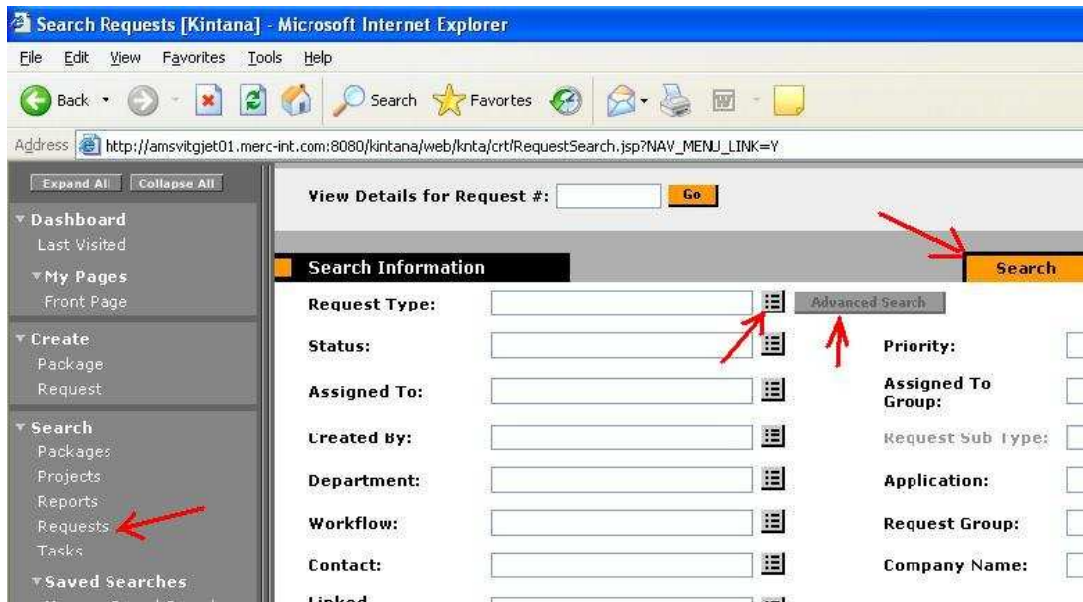 Search Requests [Kintana] - Microsoft Internet Explorer
File Edit View Favorites Tools Help
Back Search Favorites
Address http://amsvitgjet01.merc-int.com:8080/kintana/web/knta/crt/RequestSearch.jsp?NAV_MENU_LINK=Y
Expand All Collapse All
View Details for Request #: Go
Dashboard
Last Visited
My Pages
Front Page
Search Information
Search
Request Type: Advanced Search
Create
Package
Request
Status: Priority:
Assigned To: Assigned To Group:
Search
Packages
Projects
Reports
Requests
Tasks
Created By: Request Sub Type:
Department: Application:
Workflow: Request Group:
Contact: Company Name:
Saved Searches
Linked